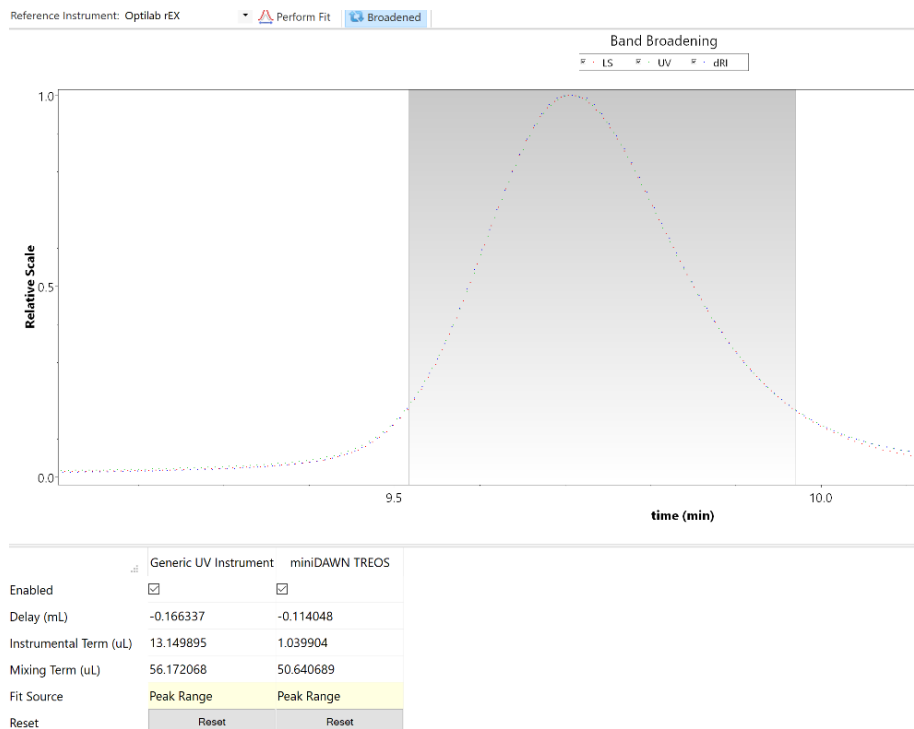 Reference Instrument: Optilab rEX Perform Fit Broadened
Band Broadening
LS UV dRI
1.0
0.5
0.0
Relative Scale
9.5 10.0
time (min)
Generic UV Instrument miniDAWN TREOS
Enabled
Delay (mL) -0.166337 -0.114048
Instrumental Term (uL) 13.149895 1.039904
Mixing Term (uL) 56.172068 50.640689
Fit Source Peak Range Peak Range
Reset Reset Reset